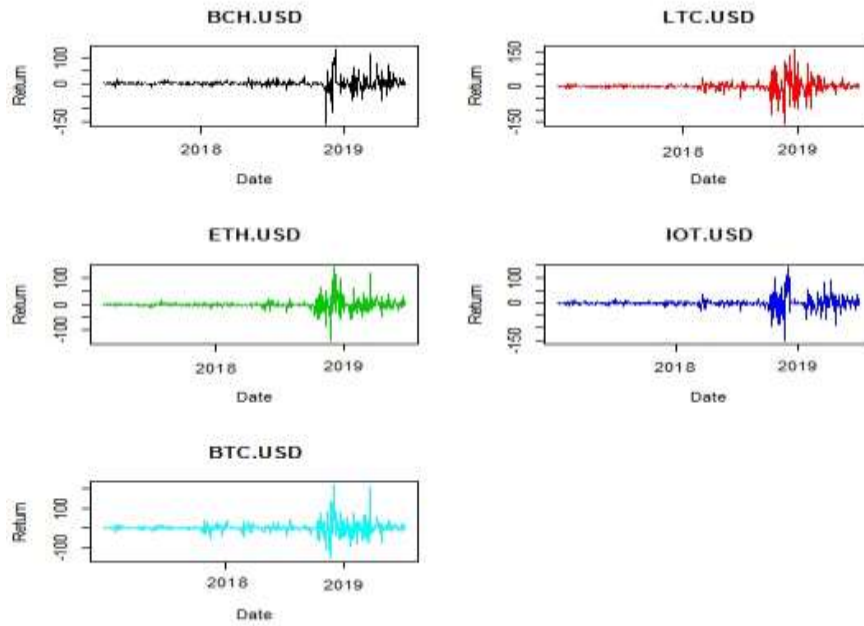 BCH.USD
Return
100
0
-150
2018
2019
Date
LTC.USD
Return
150
0
-150
2018
2019
Date
ETH.USD
Return
100
0
-100
2018
2019
Date
IOT.USD
Return
100
0
-150
2018
2019
Date
BTC.USD
Return
100
-100
2018
2019
Date